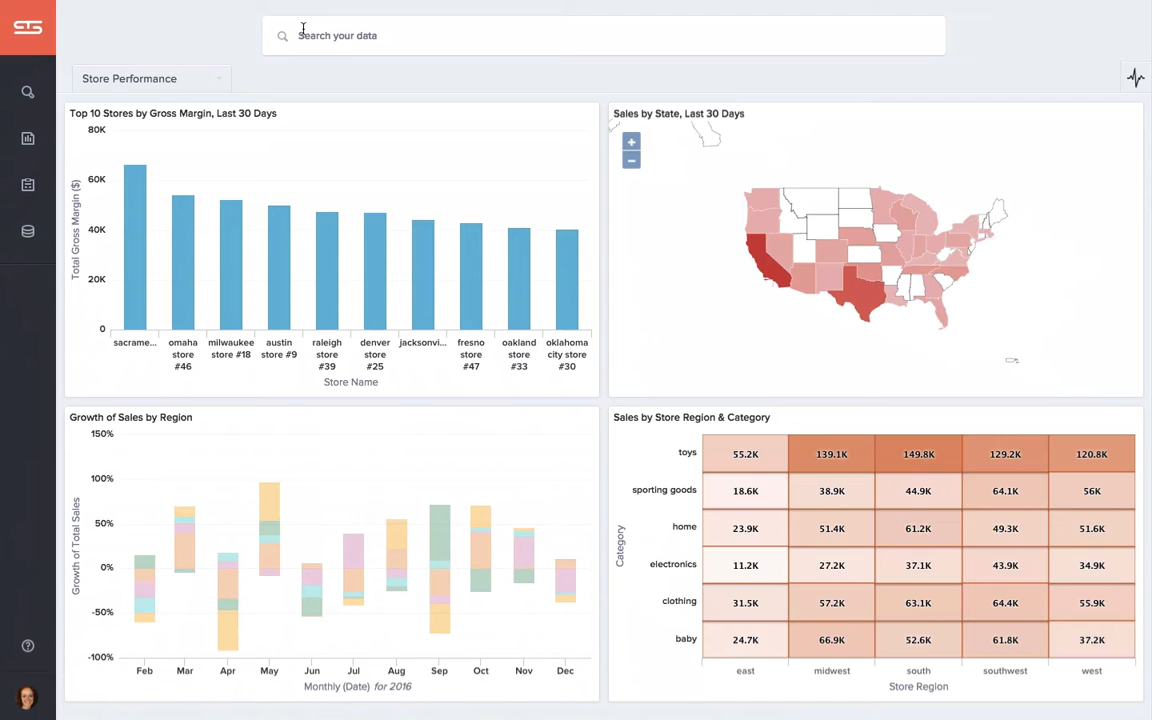 Search your data
Store Performance
Top 10 Stores by Gross Margin, Last 30 Days
80K
60K
40K
20K
0
Total Gross Margin ($)
sacrame...
omaha
store
#46
milwaukee
store #18
austin
store #9
raleigh
store
#39
denver
store
#25
jacksonvi...
fresno
store
#47
oakland
store
#33
oklahoma
city store
#30
Store Name
Sales by State, Last 30 Days
+
−
Growth of Sales by Region
150%
100%
50%
0%
-50%
-100%
Growth of Total Sales
Feb Mar Apr May Jun Jul Aug Sep Oct Nov Dec
Monthly (Date) for 2016
Sales by Store Region & Category
Category
toys 55.2K 139.1K 149.8K 129.2K 120.8K
sporting goods 18.6K 38.9K 44.9K 64.1K 56K
home 23.9K 51.4K 61.2K 49.3K 51.6K
electronics 11.2K 27.2K 37.1K 43.9K 34.9K
clothing 31.5K 57.2K 63.1K 64.4K 55.9K
baby 24.7K 66.9K 52.6K 61.8K 37.2K
east midwest south southwest west
Store Region